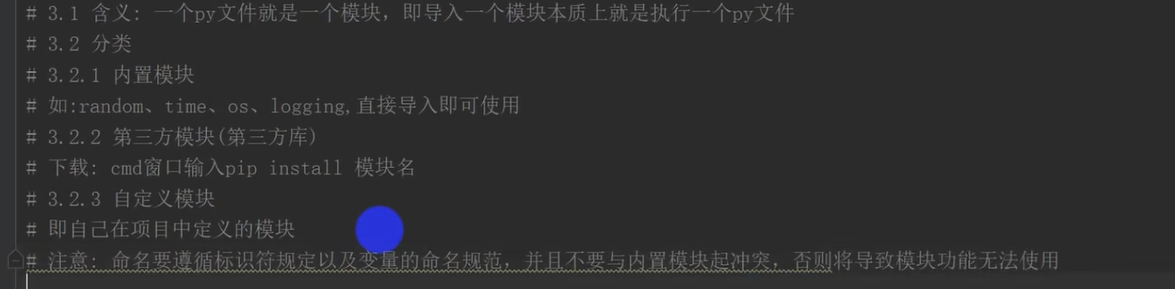 # 3.1 含义: 一个py文件就是一个模块，即导入一个模块本质上就是执行一个py文件
# 3.2 分类
# 3.2.1 内置模块
# 如:random、time、os、logging,直接导入即可使用
# 3.2.2 第三方模块(第三方库)
# 下载: cmd窗口输入pip install 模块名
# 3.2.3 自定义模块
# 即自己在项目中定义的模块
# 注意: 命名要遵循标识符规定以及变量的命名规范，并且不要与内置模块起冲突，否则将导致模块功能无法使用